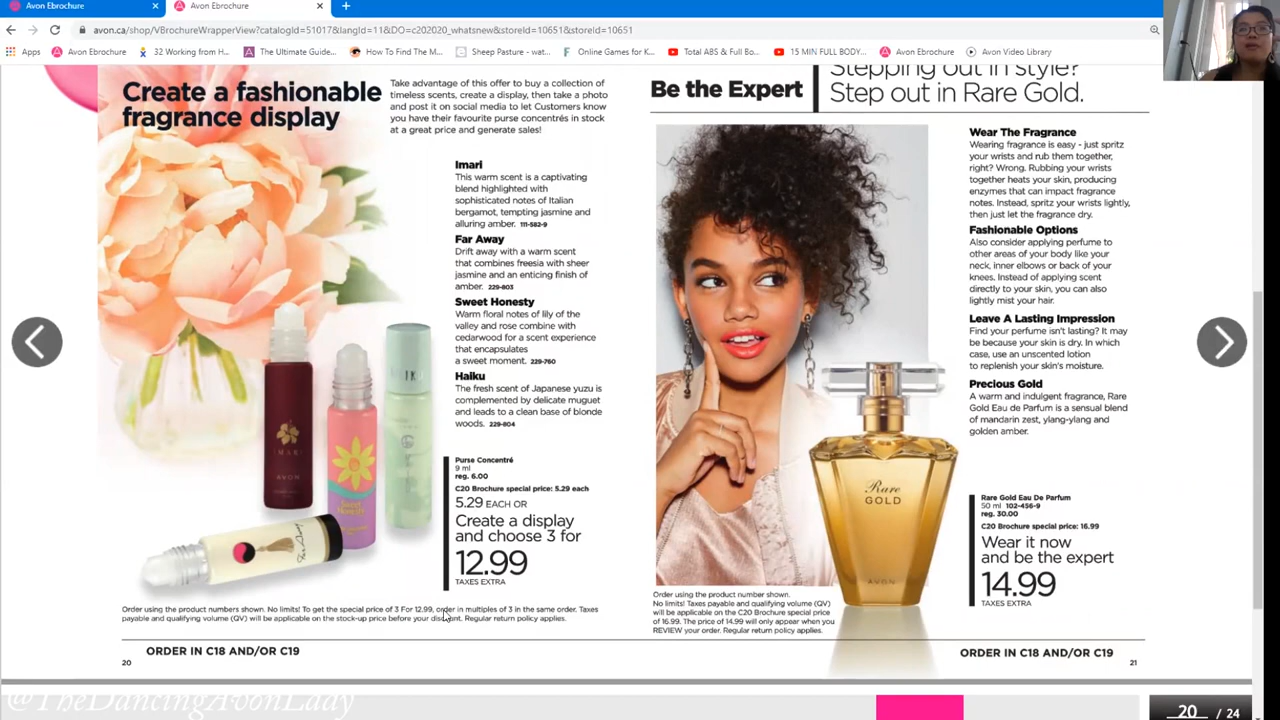 Avon Ebrochure
Avon Ebrochure
avon.ca/shop/VBrochureWrapperView?catalogId=51017&langId=11&DO=c202020_whatsnew&storeId=10651&storeId=10651
Apps
Avon Ebrochure
32 Working from H...
The Ultimate Guide...
How To Find The M...
Sheep Pasture - wat...
Online Games for K...
Total ABS & Full Bo...
15 MIN FULL BODY...
Avon Ebrochure
Avon Video Library
Create a fashionable
fragrance display
Take advantage of this offer to buy a collection of
timeless scents, create a display, then take a photo
and post it on social media to let Customers know
you have their favourite purse concentrés in stock
at a great price and generate sales!
Imari
This warm scent is a captivating
blend highlighted with
sophisticated notes of Italian
bergamot, tempting jasmine and
alluring amber. 111-582-9
Far Away
Drift away with a warm scent
that combines freesia with sheer
jasmine and an enticing finish of
amber. 229-803
Sweet Honesty
Warm floral notes of lily of the
valley and rose combine with
cedarwood for a scent experience
that encapsulates
a sweet moment. 229-760
Haiku
The fresh scent of Japanese yuzu is
complemented by delicate muguet
and leads to a clean base of blonde
woods. 229-804
Purse Concentré
9 ml
reg. 6.00
C20 Brochure special price: 5.29 each
5.29 EACH OR
Create a display
and choose 3 for
12.99
TAXES EXTRA
Order using the product numbers shown. No limits! To get the special price of 3 For 12.99, order in multiples of 3 in the same order. Taxes
payable and qualifying volume (QV) will be applicable on the stock-up price before your discount. Regular return policy applies.
ORDER IN C18 AND/OR C19
20
Be the Expert
Stepping out in style?
Step out in Rare Gold.
Wear The Fragrance
Wearing fragrance is easy - just spritz
your wrists and rub them together,
right? Wrong. Rubbing your wrists
together heats your skin, producing
enzymes that can impact fragrance
notes. Instead, spritz your wrists lightly,
then just let the fragrance dry.
Fashionable Options
Also consider applying perfume to
other areas of your body like your
neck, inner elbows or back of your
knees. Instead of applying scent
directly to your skin, you can also
lightly mist your hair.
Leave A Lasting Impression
Find your perfume isn't lasting? It may
be because your skin is dry. In which
case, use an unscented lotion
to replenish your skin's moisture.
Precious Gold
A warm and indulgent fragrance, Rare
Gold Eau de Parfum is a sensual blend
of mandarin zest, ylang-ylang and
golden amber.
Rare
GOLD
AVON
Rare Gold Eau De Parfum
50 ml 102-456-9
reg. 30.00
C20 Brochure special price: 16.99
Wear it now
and be the expert
14.99
TAXES EXTRA
Order using the product number shown.
No limits! Taxes payable and qualifying volume (QV)
will be applicable on the C20 Brochure special price
of 16.99. The price of 14.99 will only appear when you
REVIEW your order. Regular return policy applies.
ORDER IN C18 AND/OR C19
21
AVON
@TheDancingAvonLady
20 / 24